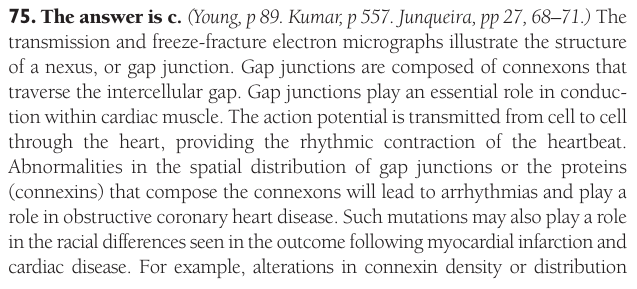 75. The answer is c. (Young, p 89. Kumar, p 557. Junqueira, pp 27, 68–71.) The
transmission and freeze-fracture electron micrographs illustrate the structure
of a nexus, or gap junction. Gap junctions are composed of connexons that
traverse the intercellular gap. Gap junctions play an essential role in conduc-
tion within cardiac muscle. The action potential is transmitted from cell to cell
through the heart, providing the rhythmic contraction of the heartbeat.
Abnormalities in the spatial distribution of gap junctions or the proteins
(connexins) that compose the connexons will lead to arrhythmias and play a
role in obstructive coronary heart disease. Such mutations may also play a role
in the racial differences seen in the outcome following myocardial infarction and
cardiac disease. For example, alterations in connexin density or distribution